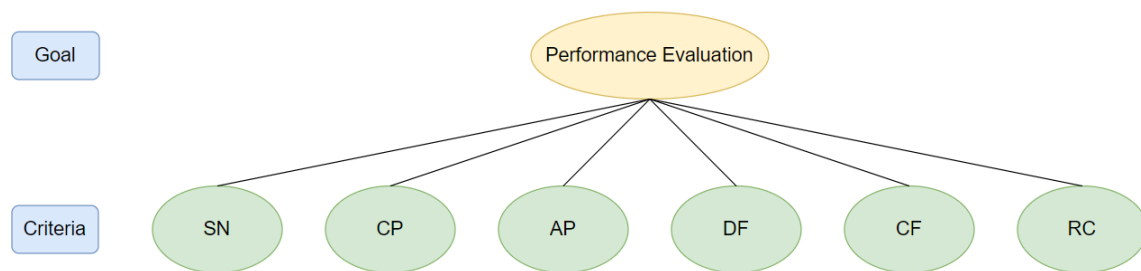 Goal
Performance Evaluation
Criteria
SN
CP
AP
DF
CF
RC